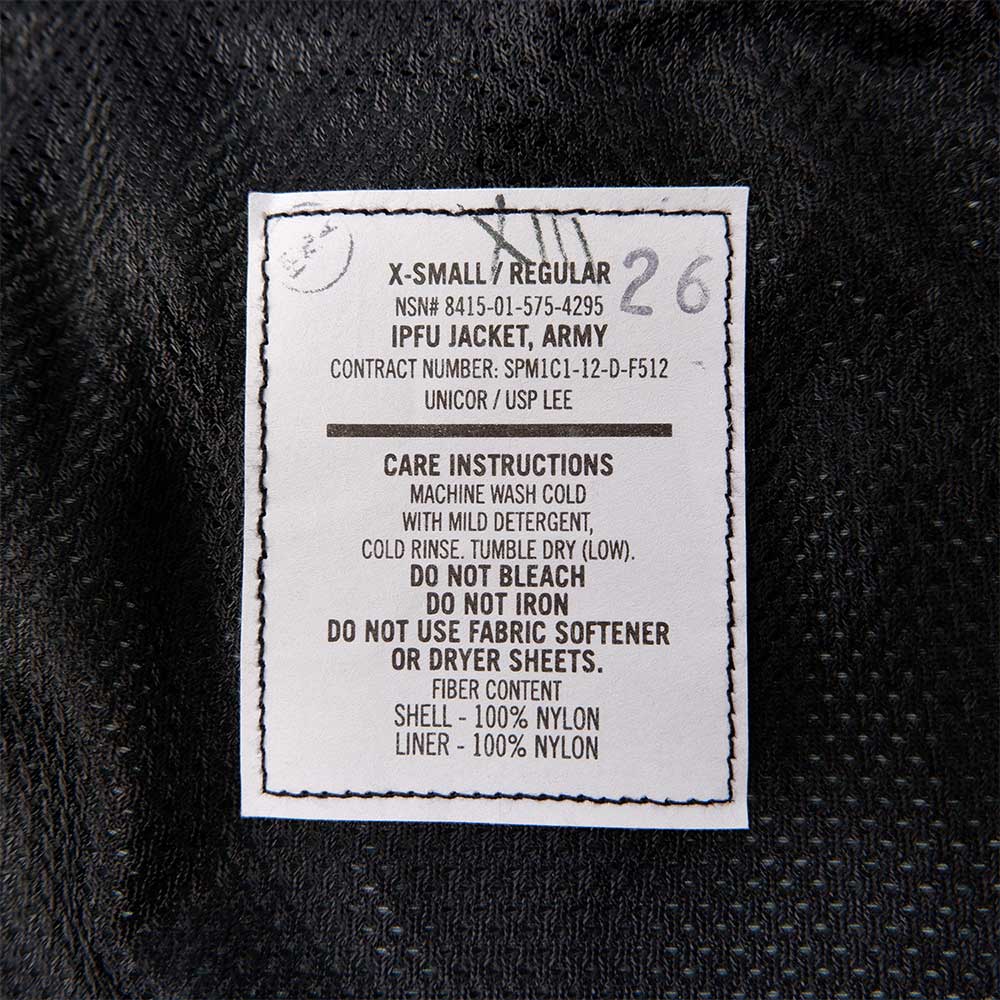 XIII
26
X-SMALL / REGULAR
NSN# 8415-01-575-4295
IPFU JACKET, ARMY
CONTRACT NUMBER: SPM1C1-12-D-F512
UNICOR / USP LEE
CARE INSTRUCTIONS
MACHINE WASH COLD
WITH MILD DETERGENT,
COLD RINSE. TUMBLE DRY (LOW).
DO NOT BLEACH
DO NOT IRON
DO NOT USE FABRIC SOFTENER
OR DRYER SHEETS.
FIBER CONTENT
SHELL - 100% NYLON
LINER - 100% NYLON